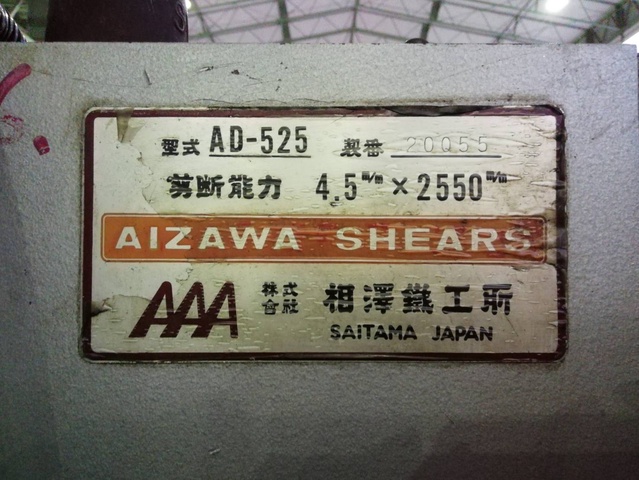 型式 AD-525 製番 20055
剪断能力 4.5m/m × 2550m/m
AIZAWA SHEARS
AAA 株式会社 相澤鐵工所
SAITAMA JAPAN